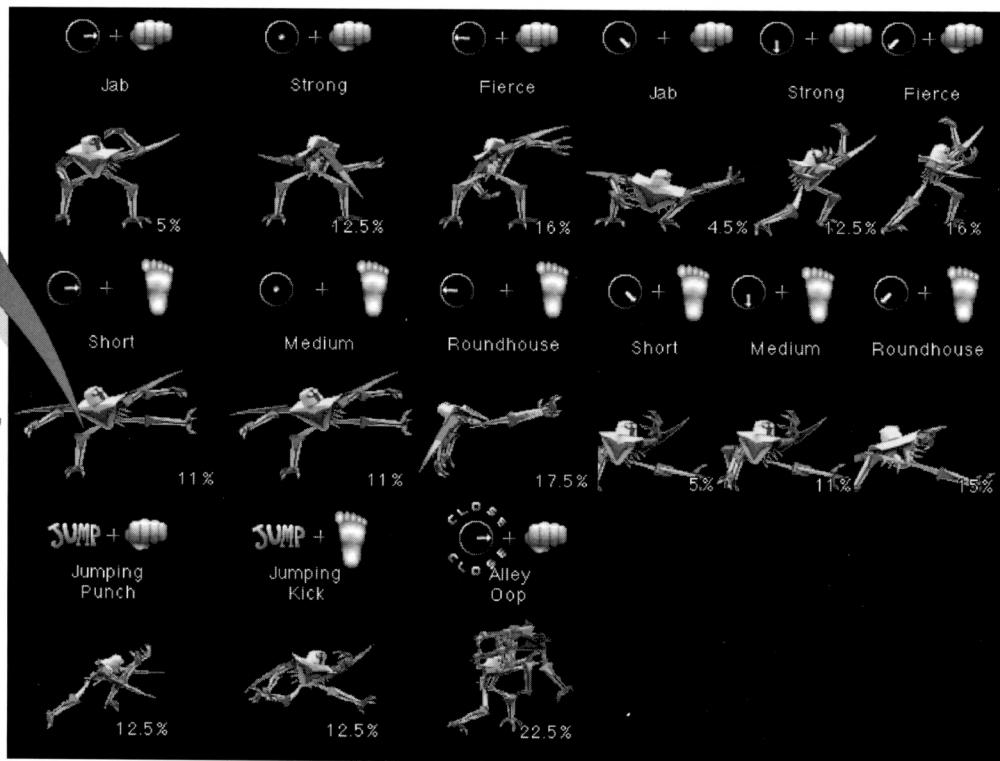 + + + + + +
Jab Strong Fierce Jab Strong Fierce
5% 12.5% 16% 4.5% 12.5% 16%
+ + + + + +
Short Medium Roundhouse Short Medium Roundhouse
11% 11% 17.5% 5% 11% 15%
JUMP + JUMP + CLOSE CLOSE +
Jumping Punch
Jumping Kick
Alley Oop
12.5% 12.5% 22.5%